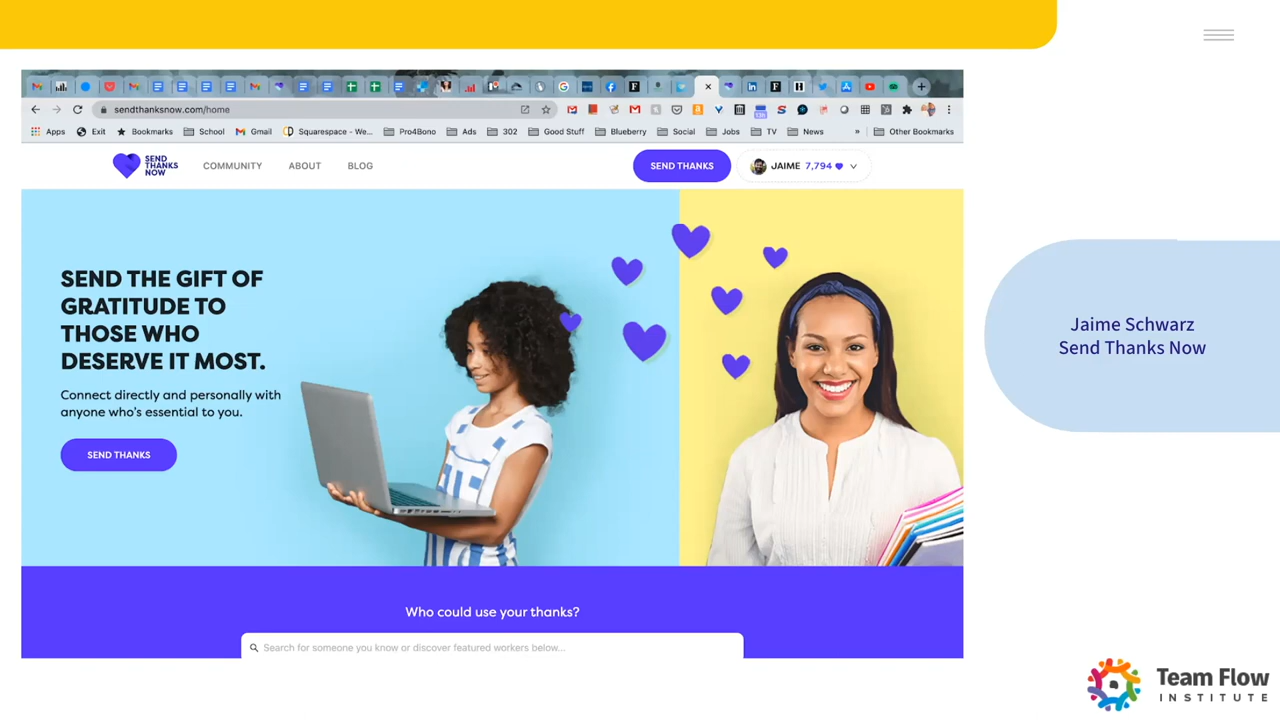 sendthanksnow.com/home
Apps Exit Bookmarks School Gmail Squarespace - We... Pro4Bono Ads 302 Good Stuff Blueberry Social Jobs TV News » Other Bookmarks
SEND
THANKS
NOW
COMMUNITY ABOUT BLOG
SEND THANKS
JAIME 7,794
SEND THE GIFT OF
GRATITUDE TO
THOSE WHO
DESERVE IT MOST.
Connect directly and personally with
anyone who's essential to you.
SEND THANKS
Who could use your thanks?
Search for someone you know or discover featured workers below...
Jaime Schwarz
Send Thanks Now
Team Flow
INSTITUTE